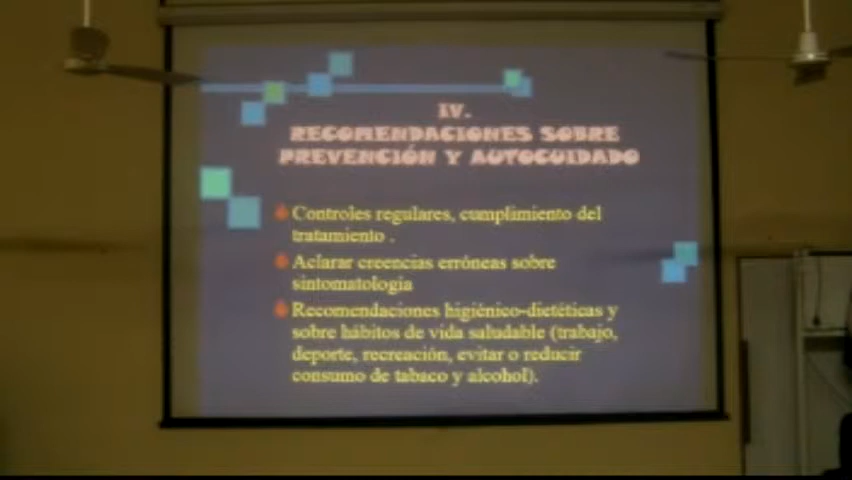 IV.
RECOMENDACIONES SOBRE
PREVENCIÓN Y AUTOCUIDADO
Controles regulares, cumplimiento del
tratamiento .
Aclarar creencias erróneas sobre
sintomatología
Recomendaciones higiénico-dietéticas y
sobre hábitos de vida saludable (trabajo,
deporte, recreación, evitar o reducir
consumo de tabaco y alcohol).